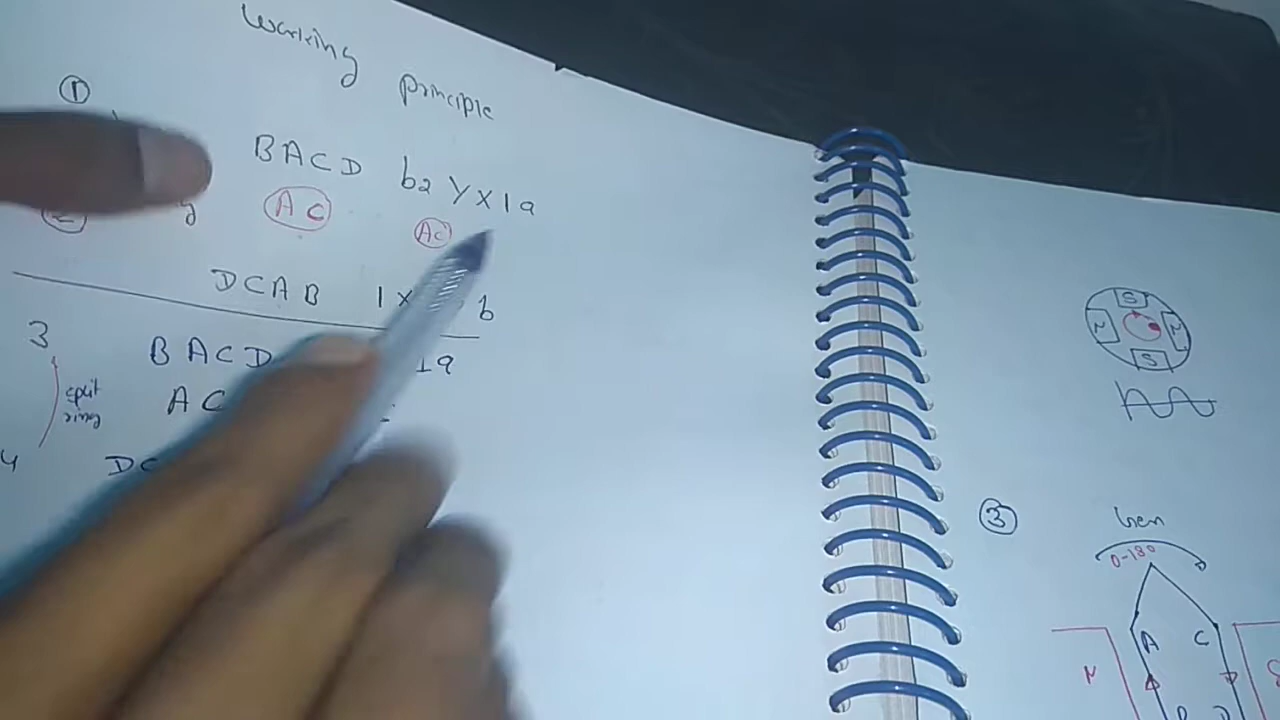 Working principle
①
BACD b2 Y X 1 a
AC AC
DCAB 1 X b
3 BACD 1 a
split AC
ring
4 DC
S
N N
S
③ Gen
0-180
A C
N S
B D